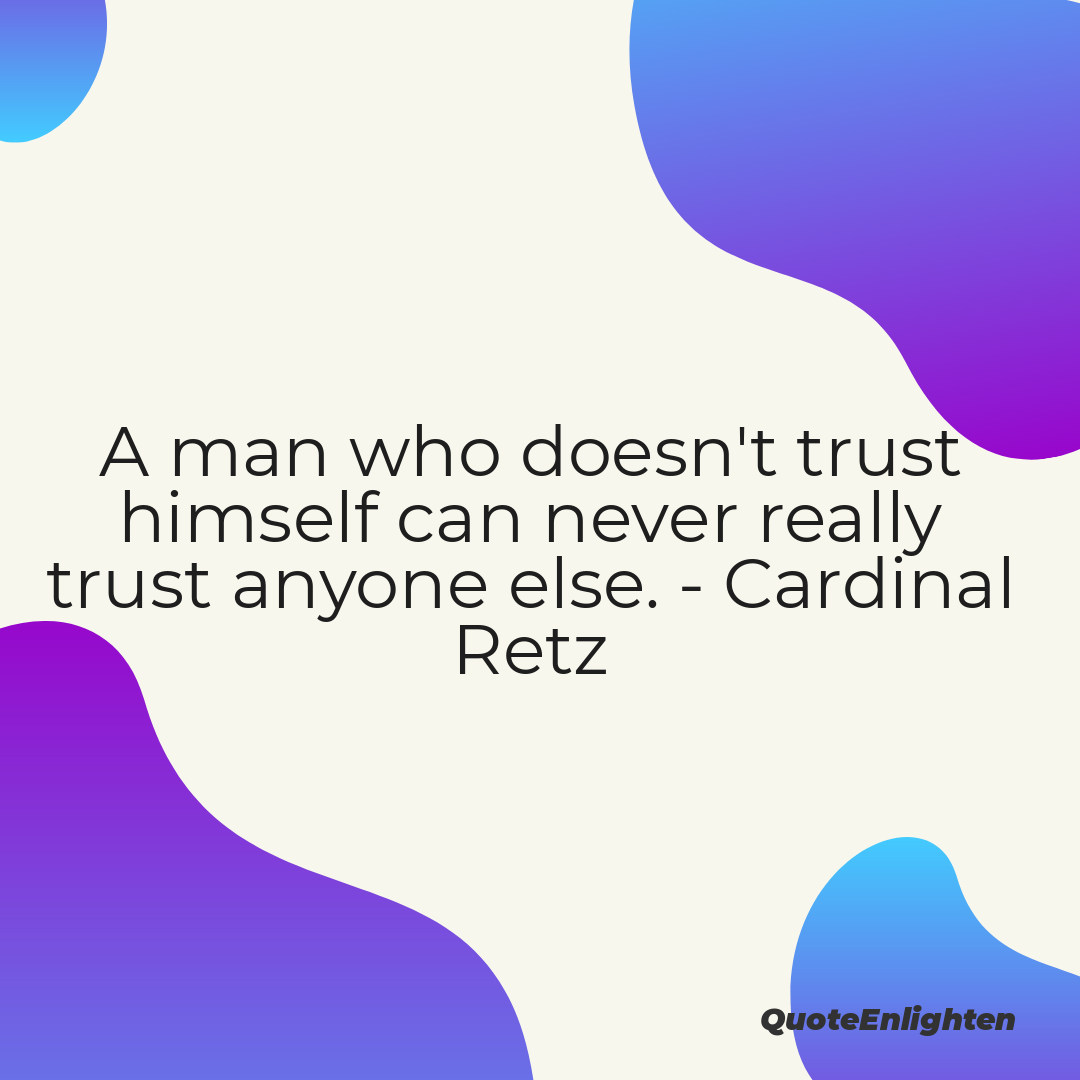 A man who doesn't trust
himself can never really
trust anyone else. - Cardinal
Retz
QuoteEnlighten